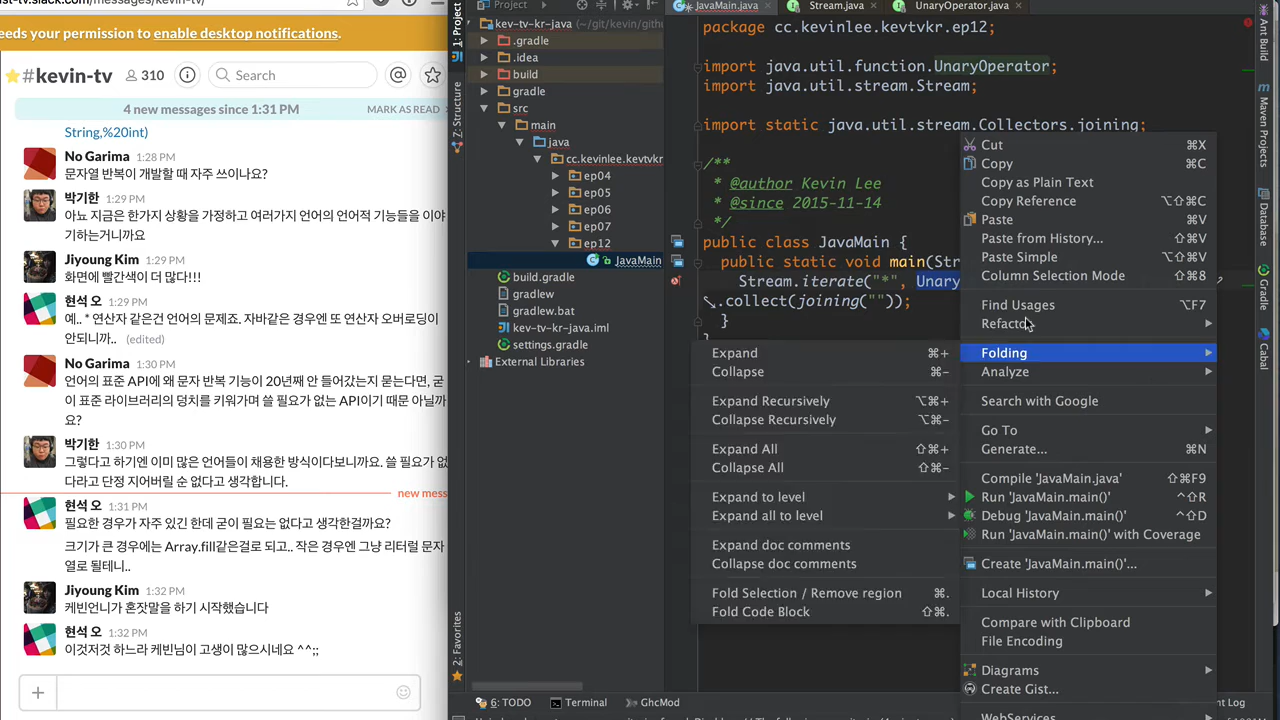 st-tv.slack.com/messages/kevin-tv/
eeds your permission to enable desktop notifications.
#kevin-tv 310 Search
4 new messages since 1:31 PM MARK AS READ
String,%20int)
No Garima 1:28 PM
문자열 반복이 개발할 때 자주 쓰이나요?
박기한 1:29 PM
아뇨 지금은 한가지 상황을 가정하고 여러가지 언어의 언어적 기능들을 이야
기하는거니까요
Jiyoung Kim 1:29 PM
화면에 빨간색이 더 많다!!!
현석 오 1:29 PM
예.. * 연산자 같은건 언어의 문제죠. 자바같은 경우엔 또 연산자 오버로딩이
안되니까.. (edited)
No Garima 1:30 PM
언어의 표준 API에 왜 문자 반복 기능이 20년째 안 들어갔는지 묻는다면, 굳
이 표준 라이브러리의 덩치를 키워가며 쓸 필요가 없는 API이기 때문 아닐까
요?
박기한 1:30 PM
그렇다고 하기엔 이미 많은 언어들이 채용한 방식이다보니까요. 쓸 필요가 없
다라고 단정 지어버릴 순 없다고 생각합니다.
new mess
현석 오 1:31 PM
필요한 경우가 자주 있긴 한데 굳이 필요는 없다고 생각한걸까요?
크기가 큰 경우에는 Array.fill같은걸로 되고.. 작은 경우엔 그냥 리터럴 문자
열로 될테니..
Jiyoung Kim 1:32 PM
케빈언니가 혼잣말을 하기 시작했습니다
현석 오 1:32 PM
이것저것 하느라 케빈님이 고생이 많으시네요 ^^;;
1: Project
Z: Structure
2: Favorites
Project
kev-tv-kr-java (~/git/kevin/githu
.gradle
.idea
build
gradle
src
main
java
cc.kevinlee.kevtvkr
ep04
ep05
ep06
ep07
ep12
JavaMain
build.gradle
gradlew
gradlew.bat
kev-tv-kr-java.iml
settings.gradle
External Libraries
JavaMain.java Stream.java UnaryOperator.java
package cc.kevinlee.kevtvkr.ep12;
import java.util.function.UnaryOperator;
import java.util.stream.Stream;
import static java.util.stream.Collectors.joining;
/**
* @author Kevin Lee
* @since 2015-11-14
*/
public class JavaMain {
public static void main(Str
Stream.iterate("*", Unary
.collect(joining(""));
}
Expand ⌘+
Collapse ⌘-
Expand Recursively ⌥⌘+
Collapse Recursively ⌥⌘-
Expand All ⇧⌘+
Collapse All ⇧⌘-
Expand to level
Expand all to level
Expand doc comments
Collapse doc comments
Fold Selection / Remove region ⌘.
Fold Code Block ⇧⌘.
Cut ⌘X
Copy ⌘C
Copy as Plain Text
Copy Reference ⌥⇧⌘C
Paste ⌘V
Paste from History... ⇧⌘V
Paste Simple ⌥⇧⌘V
Column Selection Mode ⇧⌘8
Find Usages ⌥F7
Refactor
Folding
Analyze
Search with Google
Go To
Generate... ⌘N
Compile 'JavaMain.java' ⇧⌘F9
Run 'JavaMain.main()' ^⇧R
Debug 'JavaMain.main()' ^⇧D
Run 'JavaMain.main()' with Coverage
Create 'JavaMain.main()'...
Local History
Compare with Clipboard
File Encoding
Diagrams
Create Gist...
WebServices
Ant Build
Maven Projects
Database
Gradle
Cabal
6: TODO Terminal GhcMod
nt Log